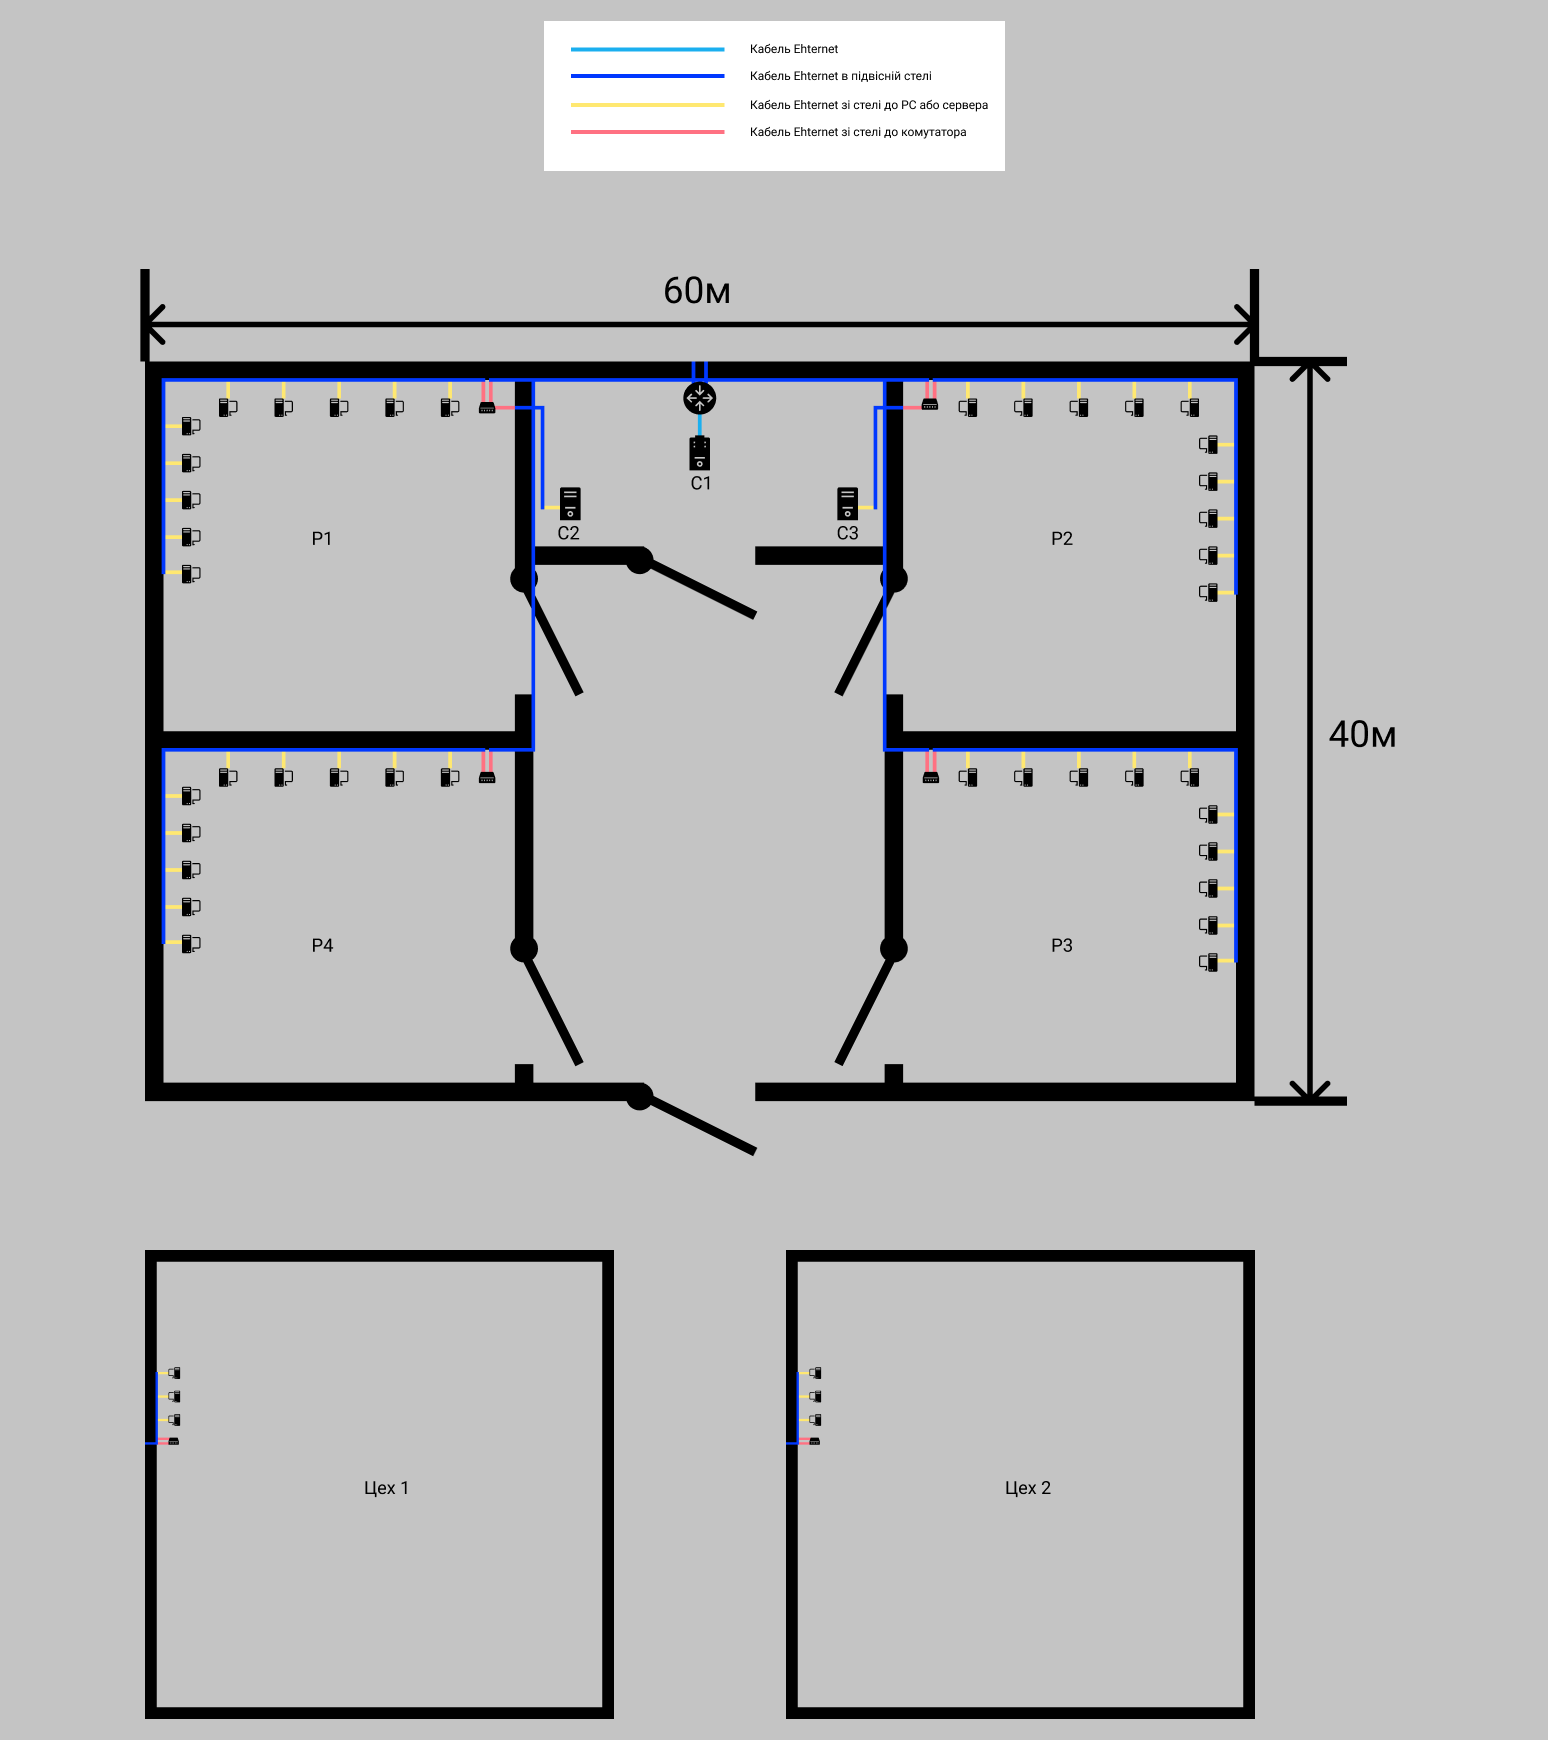 Кабель Ehternet
Кабель Ehternet в підвісній стелі
Кабель Ehternet зі стелі до PC або сервера
Кабель Ehternet зі стелі до комутатора
60м
C1
C2
C3
P1
P2
40м
P4
P3
Цех 1
Цех 2